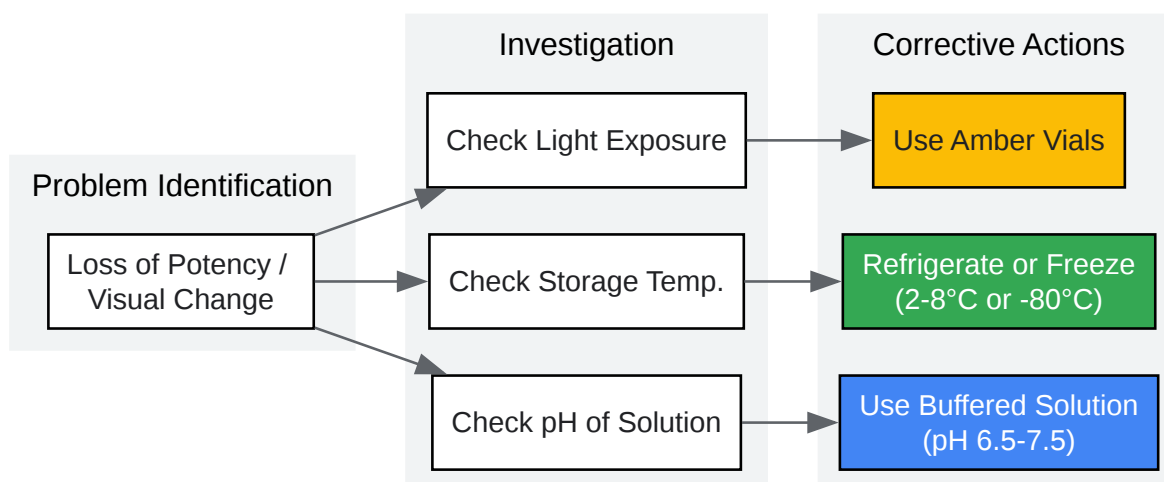 Problem Identification
Loss of Potency /
Visual Change
Investigation
Check Light Exposure
Check Storage Temp.
Check pH of Solution
Corrective Actions
Use Amber Vials
Refrigerate or Freeze
(2-8°C or -80°C)
Use Buffered Solution
(pH 6.5-7.5)